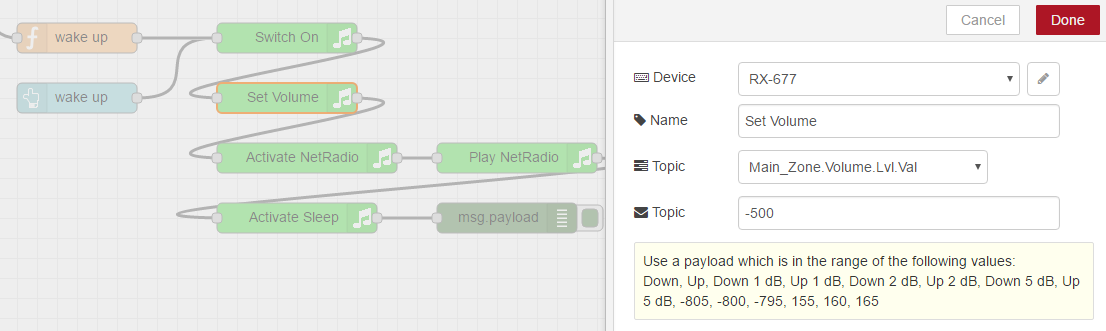 wake up
Switch On
wake up
Set Volume
Activate NetRadio
Play NetRadio
Activate Sleep
msg.payload
Cancel
Done
Device
RX-677
Name
Set Volume
Topic
Main_Zone.Volume.Lvl.Val
Topic
-500
Use a payload which is in the range of the following values:
Down, Up, Down 1 dB, Up 1 dB, Down 2 dB, Up 2 dB, Down 5 dB, Up
5 dB, -805, -800, -795, 155, 160, 165